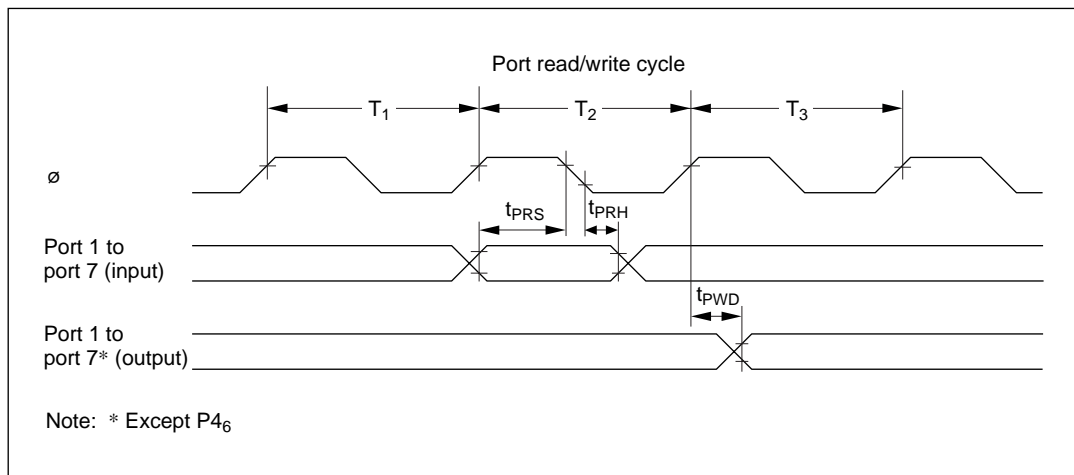 Port read/write cycle
T₁ T₂ T₃
ø
tPRS tPRH
Port 1 to
port 7 (input)
tPWD
Port 1 to
port 7* (output)
Note: * Except P4₆